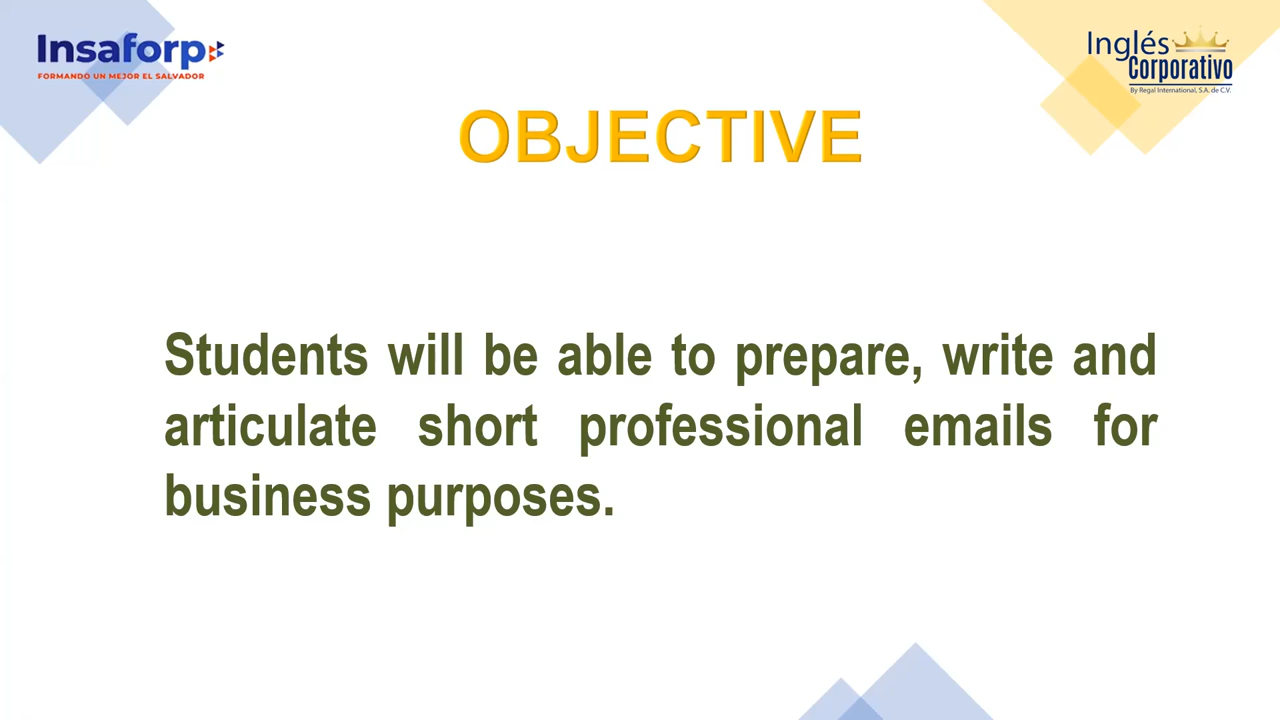 Insaforp
FORMANDO UN MEJOR EL SALVADOR
Inglés
Corporativo
By Regal International, S.A. de C.V.
OBJECTIVE
Students will be able to prepare, write and
articulate short professional emails for
business purposes.